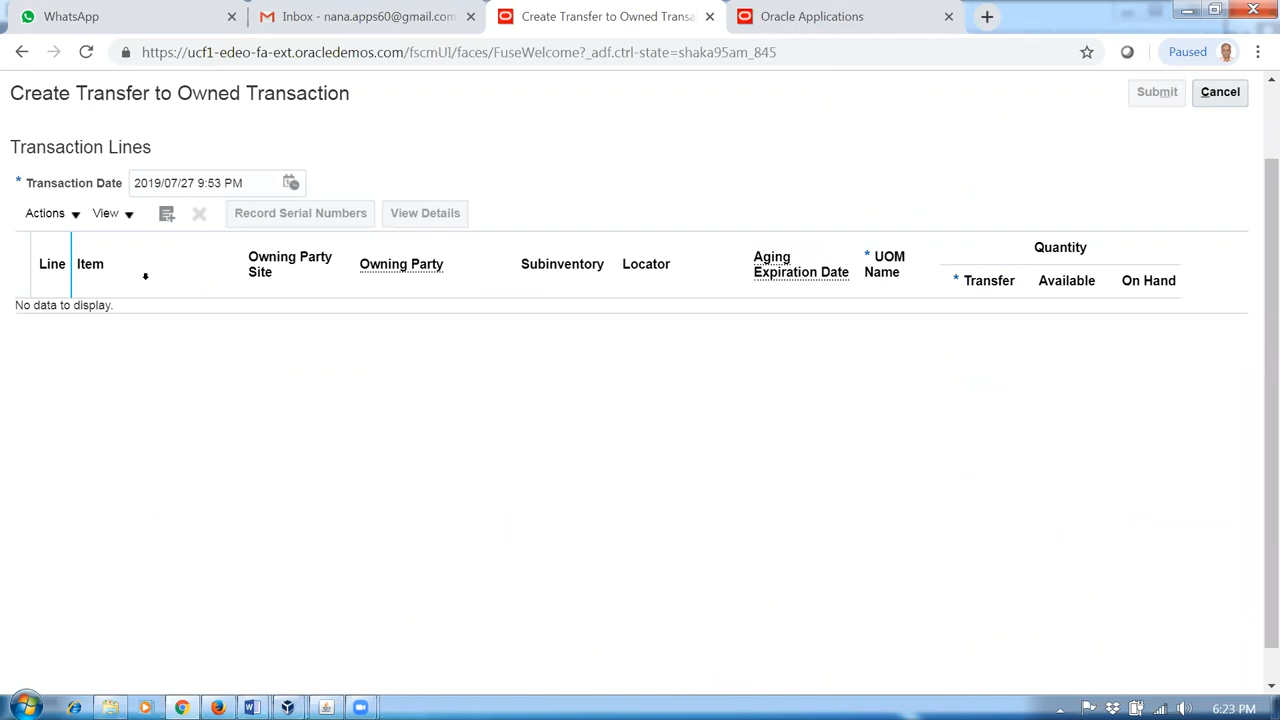 WhatsApp
Inbox - nana.apps60@gmail.com
Create Transfer to Owned Transa
Oracle Applications
https://ucf1-edeo-fa-ext.oracledemos.com/fscmUI/faces/FuseWelcome?_adf.ctrl-state=shaka95am_845
Paused
Create Transfer to Owned Transaction
Submit
Cancel
Transaction Lines
* Transaction Date 2019/07/27 9:53 PM
Actions View Record Serial Numbers View Details
Line
Item
Owning Party
Site
Owning Party
Subinventory
Locator
Aging
Expiration Date
* UOM
Name
Quantity
* Transfer
Available
On Hand
No data to display.
6:23 PM